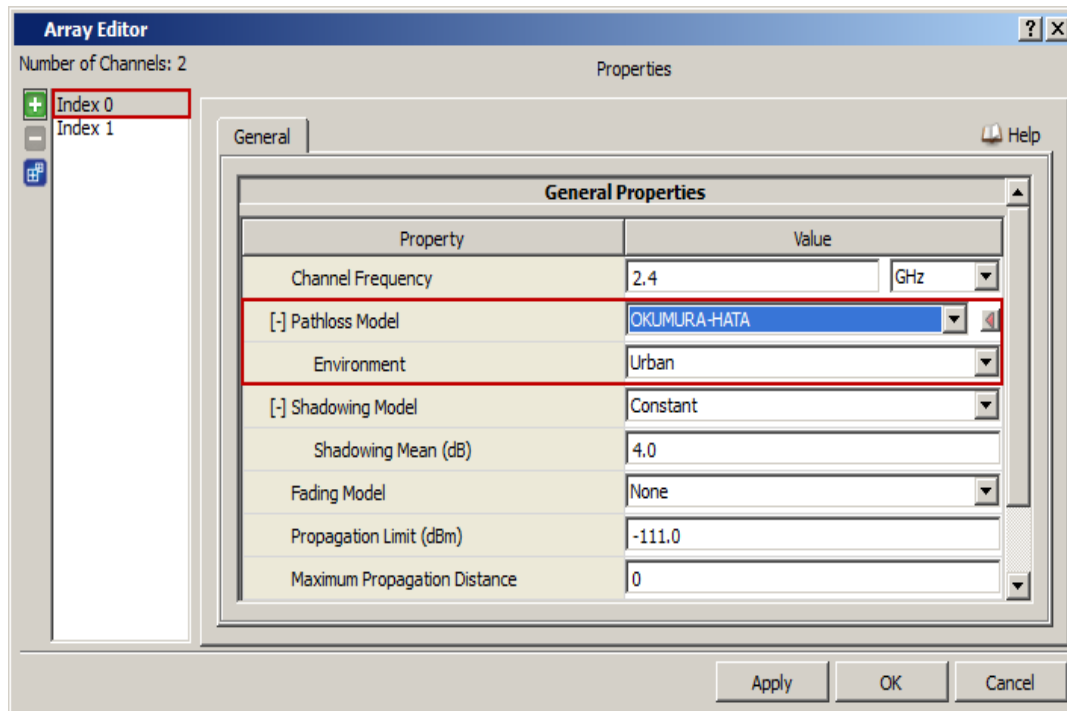 Array Editor
Number of Channels: 2
Properties
Index 0
Index 1
General
Help
General Properties
Property Value
Channel Frequency 2.4 GHz
[-] Pathloss Model OKUMURA-HATA
Environment Urban
[-] Shadowing Model Constant
Shadowing Mean (dB) 4.0
Fading Model None
Propagation Limit (dBm) -111.0
Maximum Propagation Distance 0
Apply OK Cancel